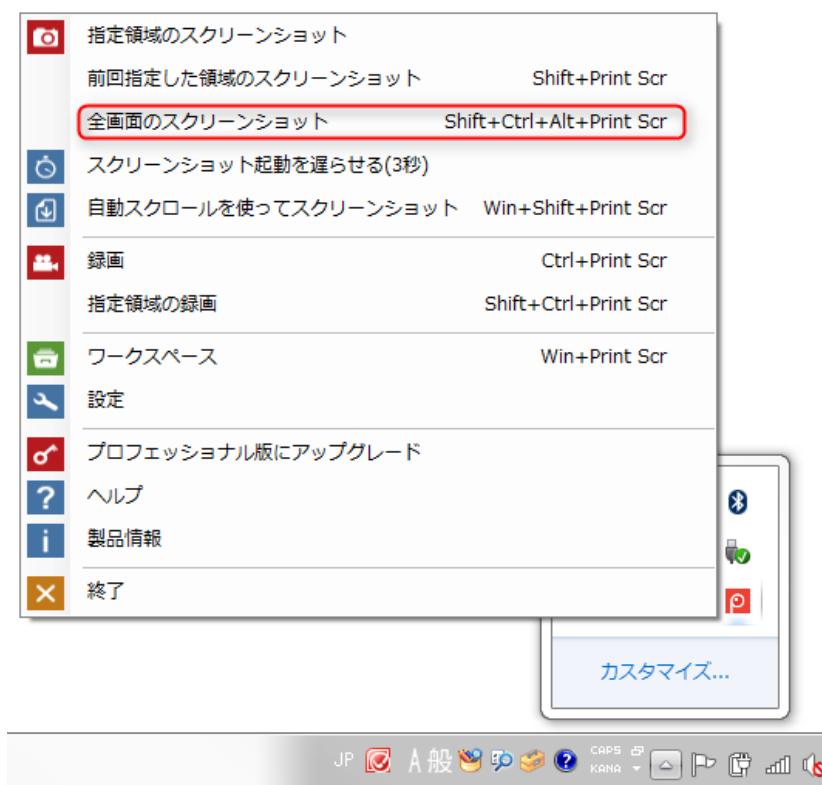 指定領域のスクリーンショット
前回指定した領域のスクリーンショット Shift+Print Scr
全画面のスクリーンショット Shift+Ctrl+Alt+Print Scr
スクリーンショット起動を遅らせる(3秒)
自動スクロールを使ってスクリーンショット Win+Shift+Print Scr
録画 Ctrl+Print Scr
指定領域の録画 Shift+Ctrl+Print Scr
ワークスペース Win+Print Scr
設定
プロフェッショナル版にアップグレード
ヘルプ
製品情報
終了
カスタマイズ...
JP A 般 CAPS
KANA